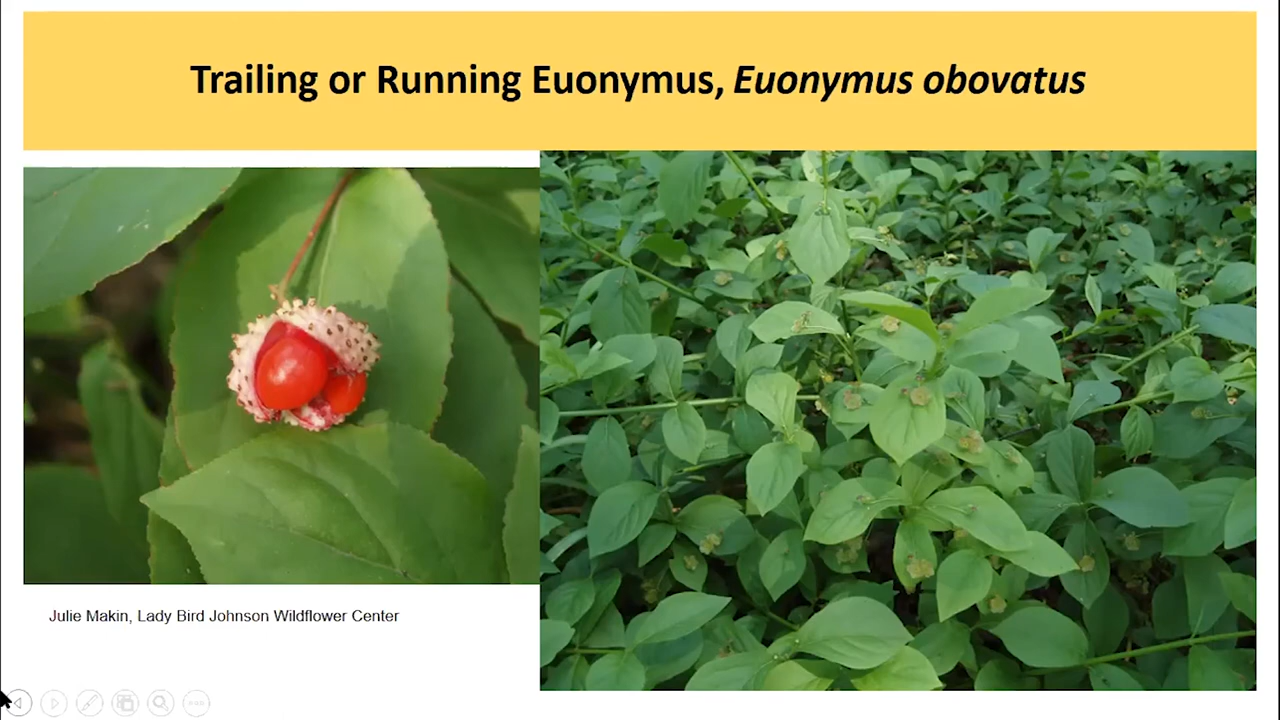 Trailing or Running Euonymus, Euonymus obovatus
Julie Makin, Lady Bird Johnson Wildflower Center